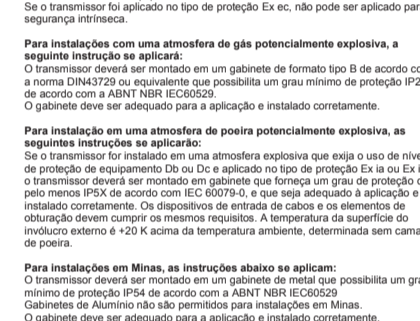 Se o transmissor foi aplicado no tipo de proteção Ex ec, não pode ser aplicado par
segurança intrínseca.
Para instalações com uma atmosfera de gás potencialmente explosiva, a
seguinte instrução se aplicará:
O transmissor deverá ser montado em um gabinete de formato tipo B de acordo co
a norma DIN43729 ou equivalente que possibilita um grau mínimo de proteção IP2
de acordo com a ABNT NBR IEC60529.
O gabinete deve ser adequado para a aplicação e instalado corretamente.
Para instalação em uma atmosfera de poeira potencialmente explosiva, as
seguintes instruções se aplicarão:
Se o transmissor for instalado em uma atmosfera explosiva que exija o uso de níve
de proteção de equipamento Db ou Dc e aplicado no tipo de proteção Ex ia ou Ex i
o transmissor deverá ser montado em gabinete que forneça um grau de proteção d
pelo menos IP5X de acordo com IEC 60079-0, e que seja adequado à aplicação e
instalado corretamente. Os dispositivos de entrada de cabos e os elementos de
obturação devem cumprir os mesmos requisitos. A temperatura da superfície do
invólucro externo é +20 K acima da temperatura ambiente, determinada sem cama
de poeira.
Para instalações em Minas, as instruções abaixo se aplicam:
O transmissor deverá ser montado em um gabinete de metal que possibilita um gra
mínimo de proteção IP54 de acordo com a ABNT NBR IEC60529
Gabinetes de Alumínio não são permitidos para instalações em Minas.
O gabinete deve ser adequado para a aplicação e instalado corretamente.